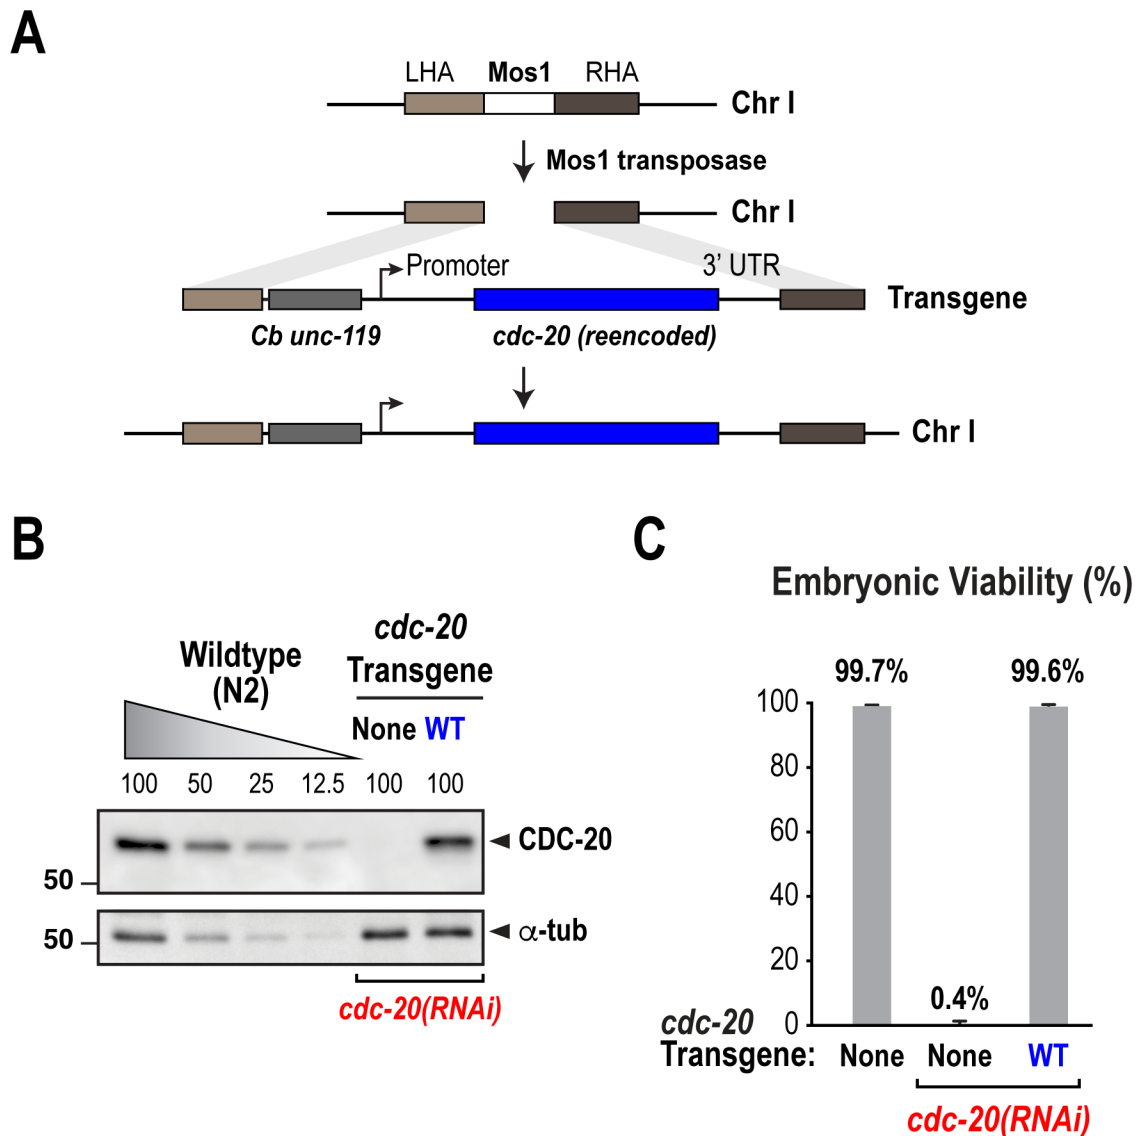 A
LHA Mos1 RHA
Chr I
Mos1 transposase
Chr I
Promoter 3’ UTR
Transgene
Cb unc-119 cdc-20 (reencoded)
Chr I
B
Wildtype
(N2)
cdc-20
Transgene
None WT
100 50 25 12.5 100 100
CDC-20
50
α-tub
50
cdc-20(RNAi)
C
Embryonic Viability (%)
99.7% 99.6%
100
80
60
40
20
0.4%
0
cdc-20
Transgene: None None WT
cdc-20(RNAi)